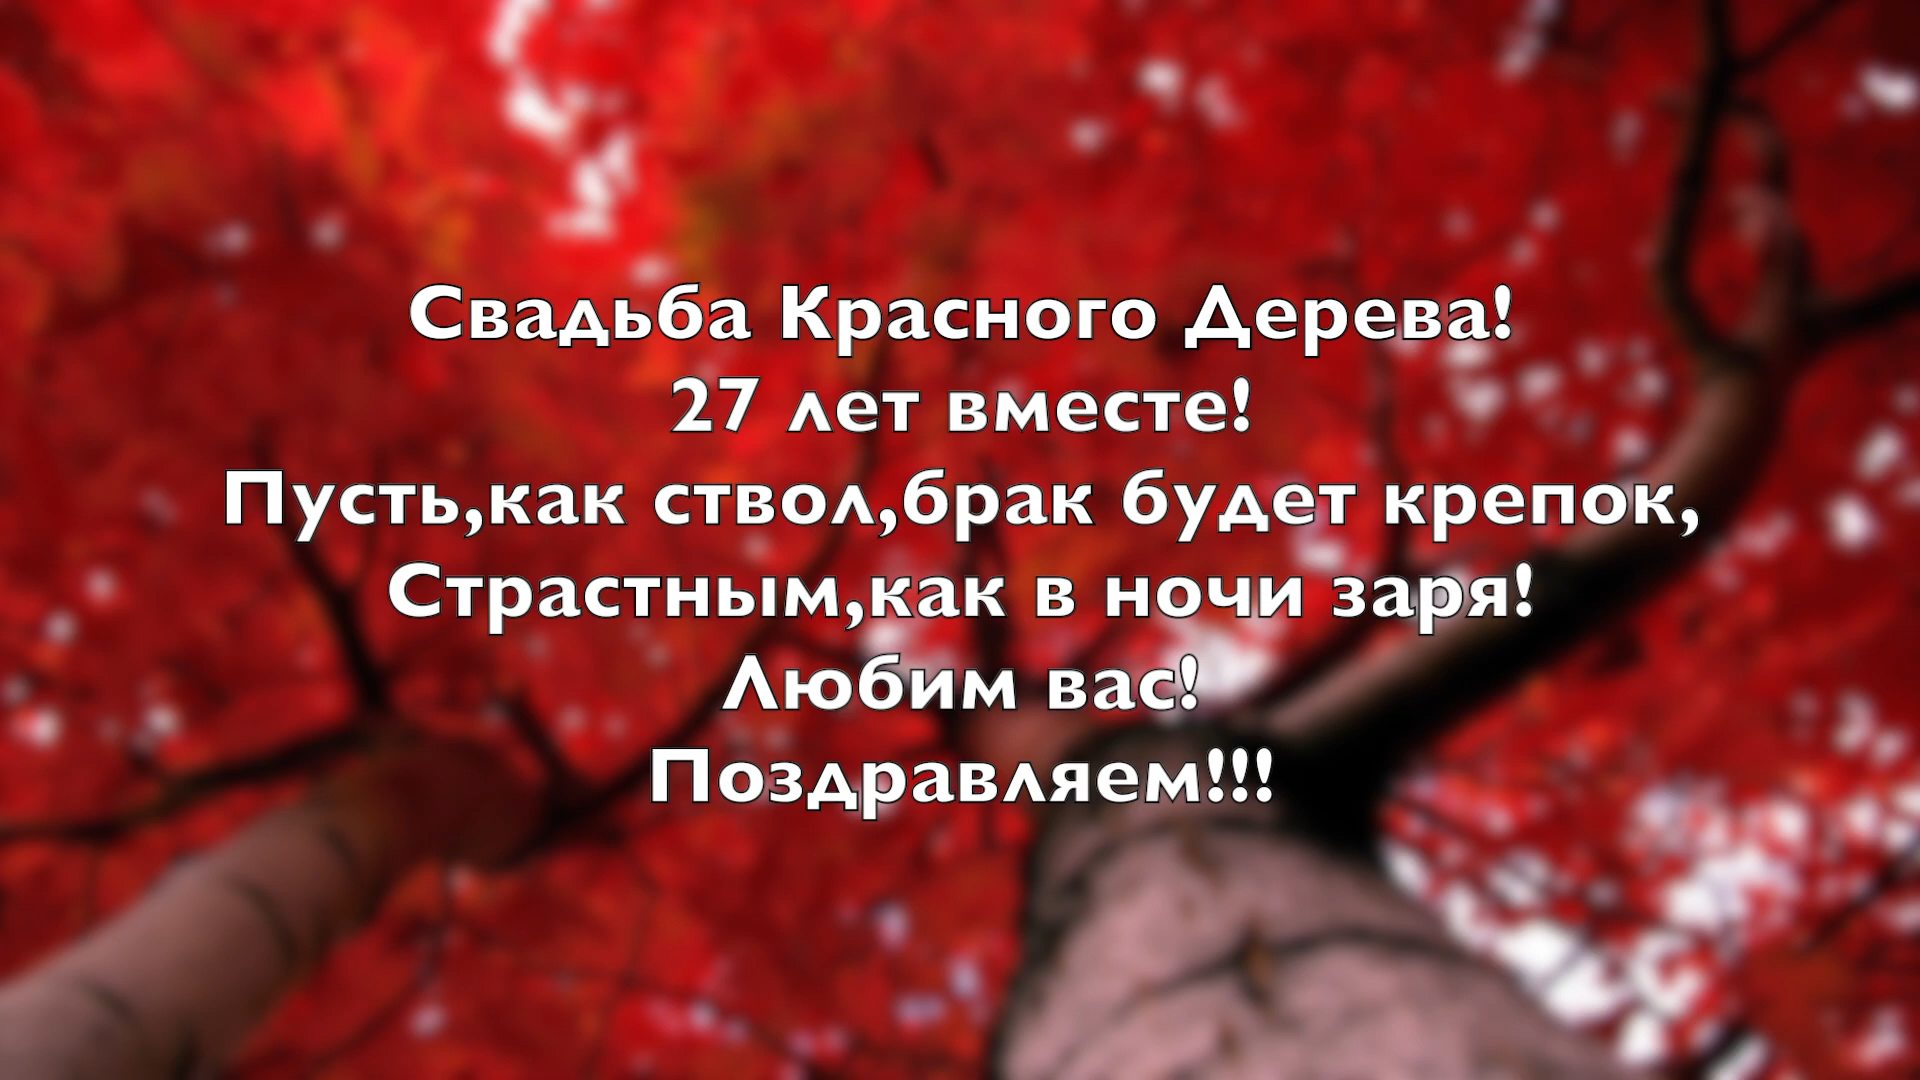 Свадьба Красного Дерева!
27 лет вместе!
Пусть,как ствол,брак будет крепок,
Страстным,как в ночи заря!
Любим вас!
Поздравляем!!!